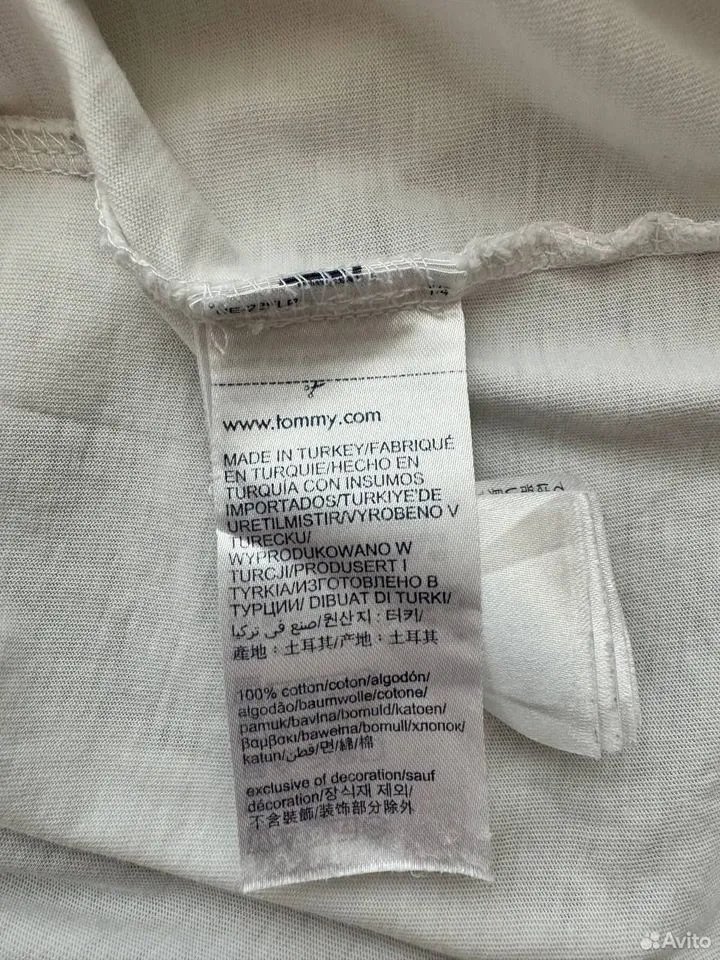 www.tommy.com
MADE IN TURKEY/FABRIQUÉ
EN TURQUIE/HECHO EN
TURQUÍA CON INSUMOS
IMPORTADOS/TURKIYE'DE
URETILMISTIR/VYROBENO V
TURECKU/
WYPRODUKOWANO W
TURCJI/PRODUSERT I
TYRKIA/ИЗГОТОВЛЕНО В
ТУРЦИИ/ DIBUAT DI TURKI/
صنع في تركيا/원산지 : 터키/
産地 : 土耳其/产地 : 土耳其
100% cotton/coton/algodón/
algodão/baumwolle/cotone/
pamuk/bavlna/bomuld/katoen/
βαμβακι/bawełna/bomull/хлопок/
katun/قطن/면/綿/棉
exclusive of decoration/sauf
décoration/장식재 제외/
不含裝飾/装饰部分除外
Avito